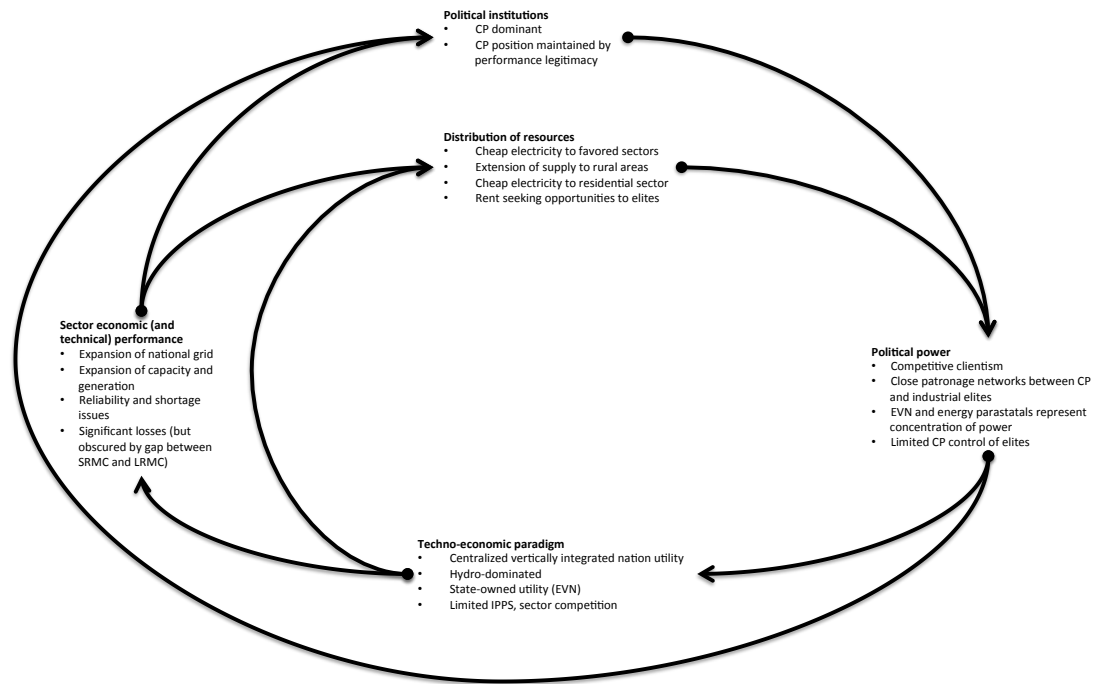 Political institutions
• CP dominant
• CP position maintained by
performance legitimacy
Distribution of resources
• Cheap electricity to favored sectors
• Extension of supply to rural areas
• Cheap electricity to residential sector
• Rent seeking opportunities to elites
Sector economic (and
technical) performance
• Expansion of national grid
• Expansion of capacity and
generation
• Reliability and shortage
issues
• Significant losses (but
obscured by gap between
SRMC and LRMC)
Political power
• Competitive clientism
• Close patronage networks between CP
and industrial elites
• EVN and energy parastatals represent
concentration of power
• Limited CP control of elites
Techno-economic paradigm
• Centralized vertically integrated nation utility
• Hydro-dominated
• State-owned utility (EVN)
• Limited IPPS, sector competition